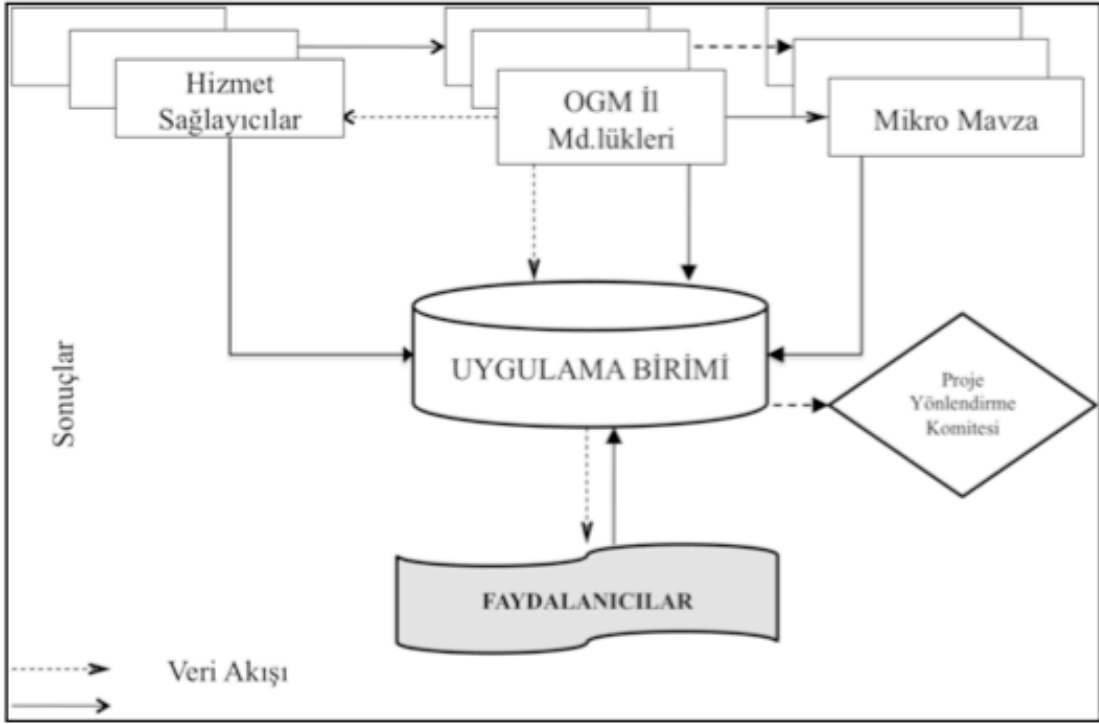 Hizmet
Sağlayıcılar
OGM İl
Md.lükleri
Mikro Mavza
UYGULAMA BİRİMİ
Proje
Yönlendirme
Komitesi
Sonuçlar
FAYDALANICILAR
Veri Akışı